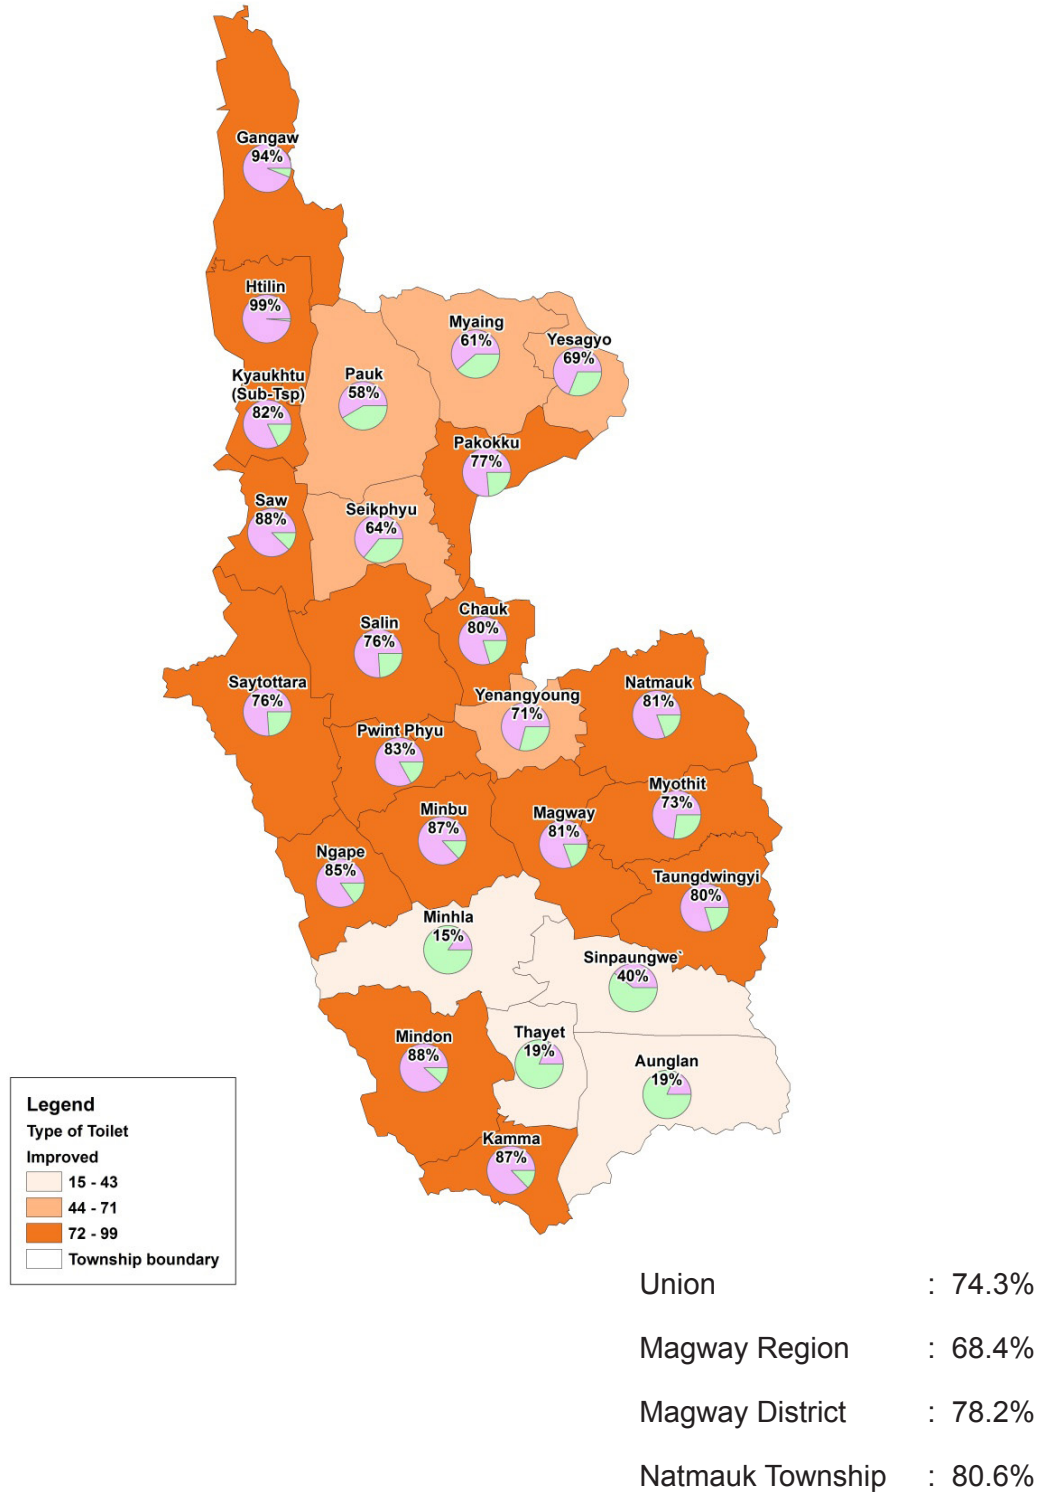 Gangaw
94%
Htilin
99%
Myaing
61%
Yesagyo
69%
Kyaukhtu
(Sub-Tsp)
82%
Pauk
58%
Pakokku
77%
Saw
88%
Seikphyu
64%
Chauk
80%
Salin
76%
Saytottara
76%
Natmauk
81%
Yenangyoung
71%
Pwint Phyu
83%
Myothit
73%
Minbu
87%
Magway
81%
Ngape
85%
Taungdwingyi
80%
Minhla
15%
Sinpaungwe`
40%
Mindon
88%
Thayet
19%
Aunglan
19%
Kamma
87%
Legend
Type of Toilet
Improved
15 - 43
44 - 71
72 - 99
Township boundary
Union : 74.3%
Magway Region : 68.4%
Magway District : 78.2%
Natmauk Township : 80.6%